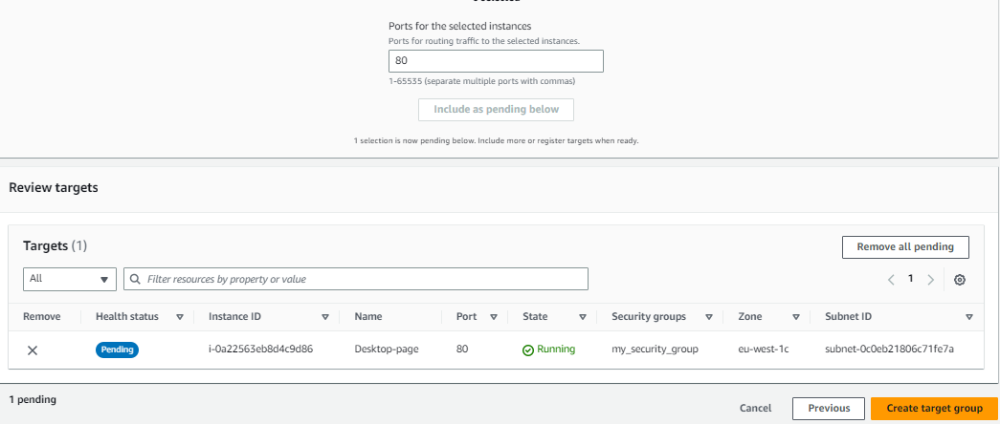 0 selected
Ports for the selected instances
Ports for routing traffic to the selected instances.
80
1-65535 (separate multiple ports with commas)
Include as pending below
1 selection is now pending below. Include more or register targets when ready.
Review targets
Targets (1)
Remove all pending
All
Filter resources by property or value
1
Remove Health status Instance ID Name Port State Security groups Zone Subnet ID
Pending i-0a22563eb8d4c9d86 Desktop-page 80 Running my_security_group eu-west-1c subnet-0c0eb21806c71fe7a
1 pending
Cancel Previous Create target group